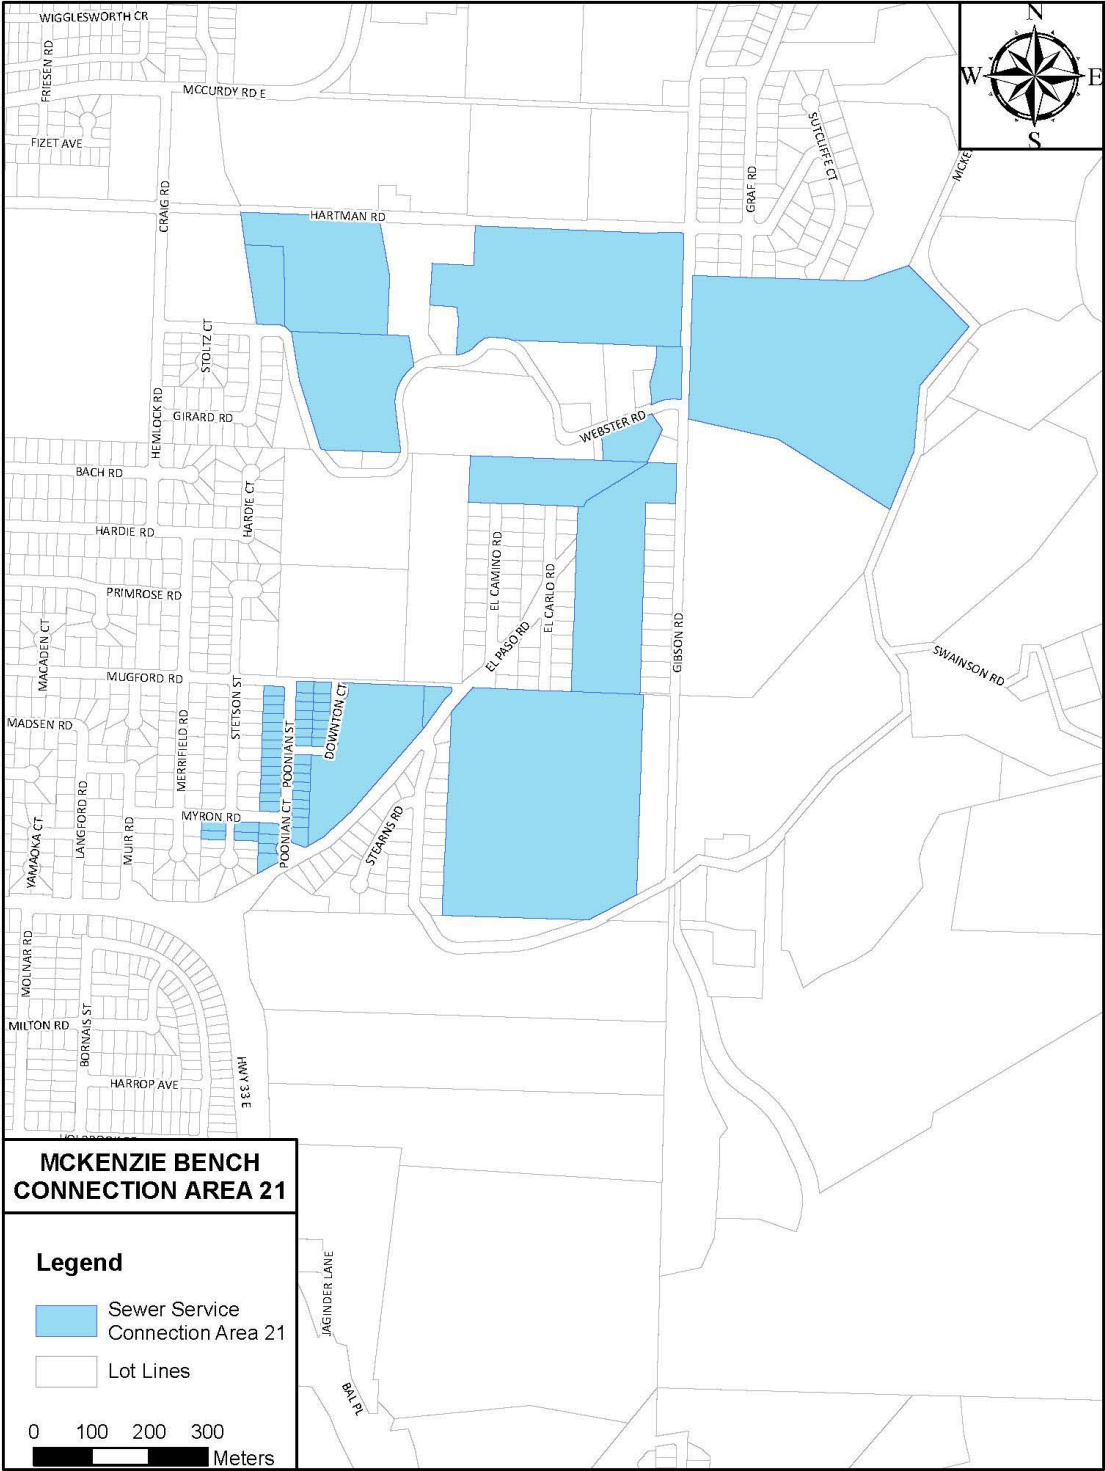 WIGGLESWORTH CR
N
W
E
S
FRIESEN RD
MCCURDY RD E
FIZET AVE
SUTCLIFFE CT
GRAF RD
CRAIG RD
HARTMAN RD
STOLTZ CT
HEMLOCK RD
GIRARD RD
WEBSTER RD
BACH RD
HARDIE CT
HARDIE RD
EL CAMINO RD
EL CARLO RD
PRIMROSE RD
MACADEN CT
EL PASO RD
GIBSON RD
SWAINSON RD
MUGFORD RD
STETSON ST
MADSEN RD
MERRIFIELD RD
POONIAN ST
DOWNTON CT
LANGFORD RD
MUIR RD
MYRON RD
POONIAN CT
STEARNS RD
YAMAOKA CT
MOLNAR RD
MILTON RD
BORNAIS ST
HARROP AVE
HWY 33 E
MCKENZIE BENCH
CONNECTION AREA 21
Legend
Sewer Service
Connection Area 21
Lot Lines
0 100 200 300
Meters
JAGINDER LANE
BAL PL